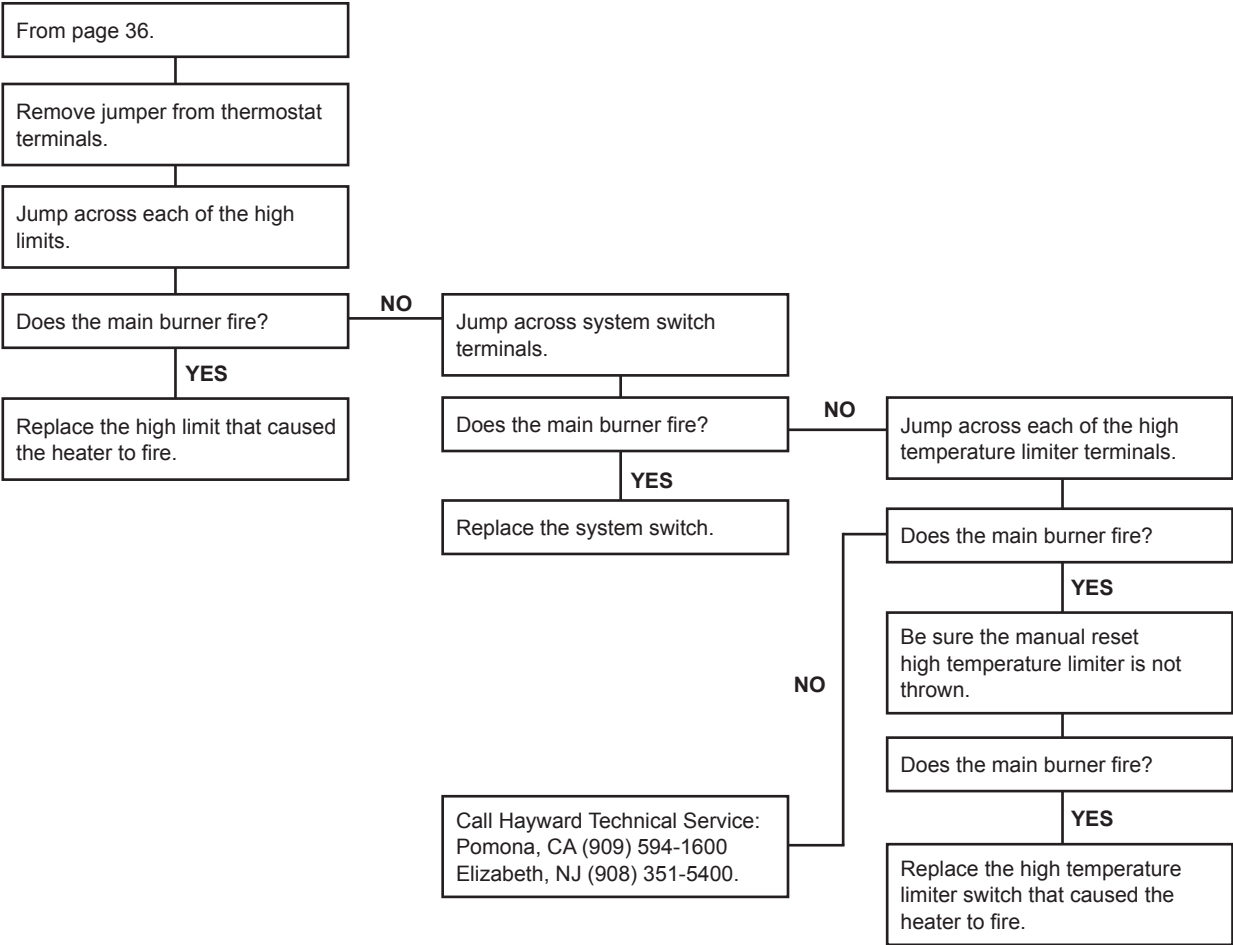 From page 36.
Remove jumper from thermostat
terminals.
Jump across each of the high
limits.
Does the main burner fire?
NO
YES
Replace the high limit that caused
the heater to fire.
Jump across system switch
terminals.
Does the main burner fire?
NO
YES
Replace the system switch.
Jump across each of the high
temperature limiter terminals.
Does the main burner fire?
YES
NO
Be sure the manual reset
high temperature limiter is not
thrown.
Does the main burner fire?
YES
Replace the high temperature
limiter switch that caused the
heater to fire.
Call Hayward Technical Service:
Pomona, CA (909) 594-1600
Elizabeth, NJ (908) 351-5400.